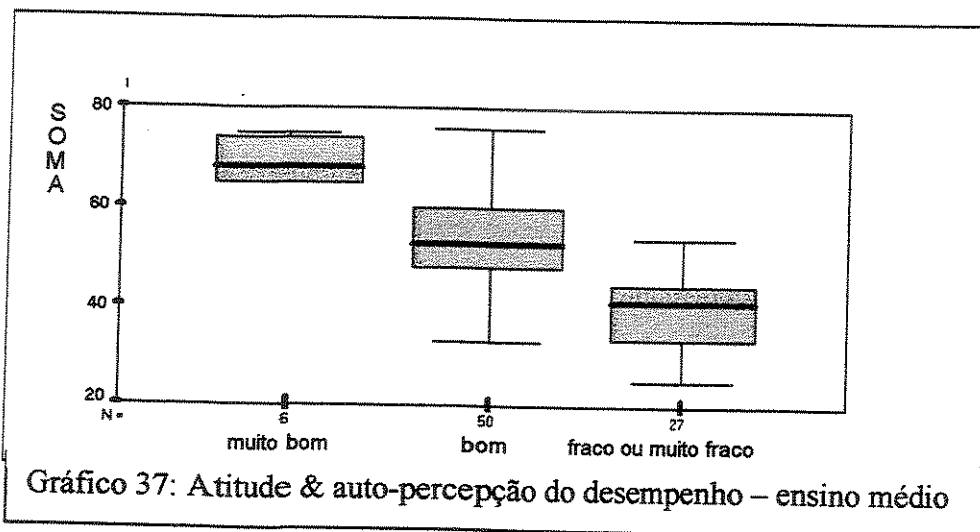 80
SOMA
60
40
20
N =
6
50
27
muito bom
bom
fraco ou muito fraco
Gráfico 37: Atitude & auto-percepção do desempenho – ensino médio